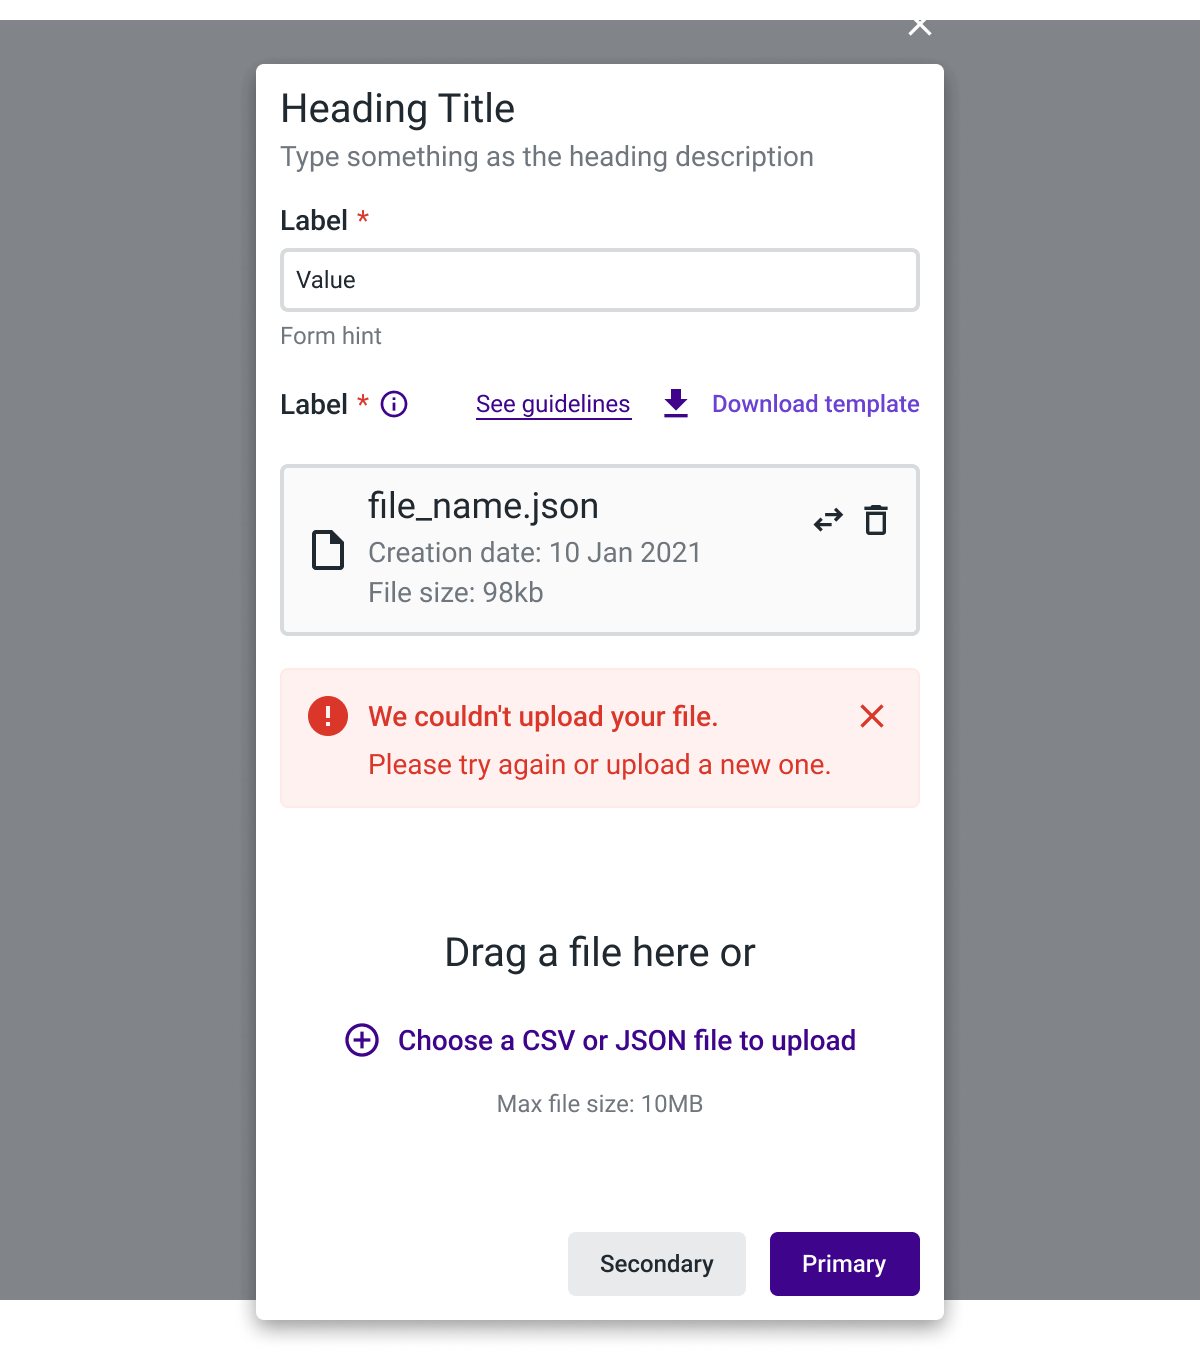 Heading Title
Type something as the heading description
Label *
Value
Form hint
Label * See guidelines Download template
file_name.json
Creation date: 10 Jan 2021
File size: 98kb
We couldn't upload your file.
Please try again or upload a new one.
Drag a file here or
Choose a CSV or JSON file to upload
Max file size: 10MB
Secondary Primary